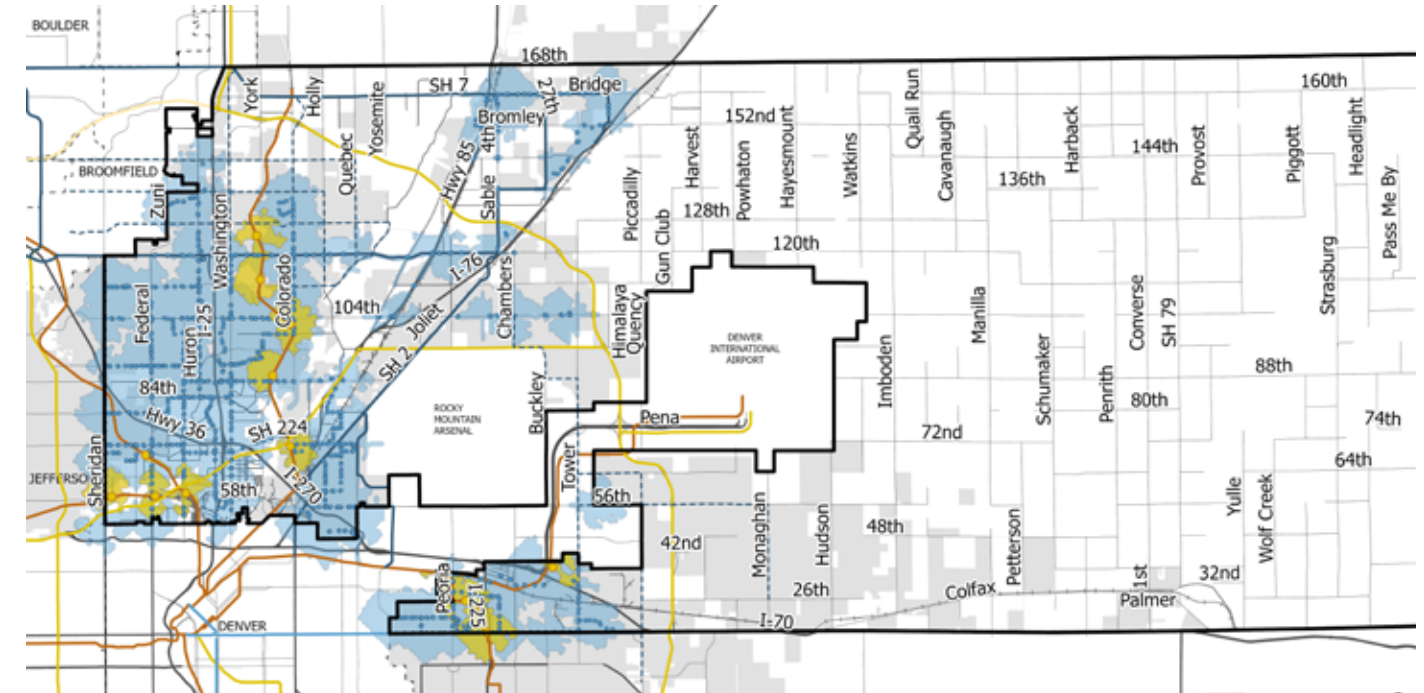 BOULDER
168th
York
Holly
Yosemite
SH 7
27th
Bridge
160th
Quail Run
Headlight
Bromley
4th
152nd
Harvest
Powhaton
Hayesmount
Watkins
Cavanaugh
Harback
144th
Provost
Piggott
Quebec
Hwy 85
BROOMFIELD
Zuni
Sable
Piccadilly
128th
136th
Pass Me By
Washington
Gun Club
120th
Strasburg
I-76
Chambers
Colorado
104th
Federal
I-25
Huron
Joliet
SH 2
Himalaya
Quency
DENVER
INTERNATIONAL
AIRPORT
Manilla
Converse
SH 79
Imboden
Schumaker
88th
84th
Hwy 36
ROCKY
MOUNTAIN
ARSENAL
Buckley
Pena
Penrith
80th
74th
SH 224
72nd
Sheridan
Tower
64th
JEFFERSO
58th
I-270
56th
Monaghan
Hudson
48th
Petterson
Yulle
Wolf Creek
42nd
Peoria
I-225
26th
Colfax
1st
Palmer
32nd
I-70
DENVER